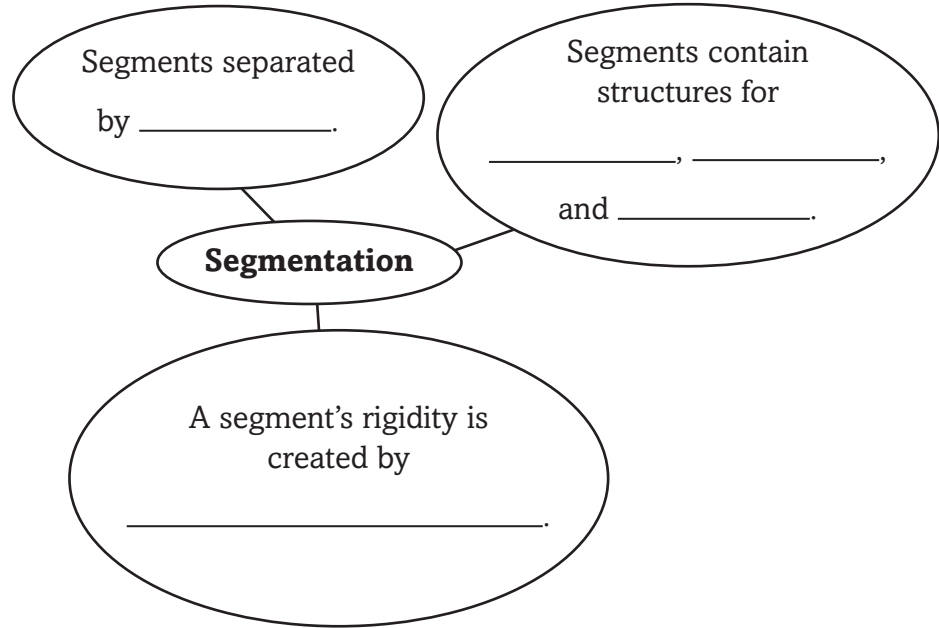 Segments separated
by ____________.
Segments contain
structures for
____________, ____________,
and ____________.
Segmentation
A segment’s rigidity is
created by
__________________________.